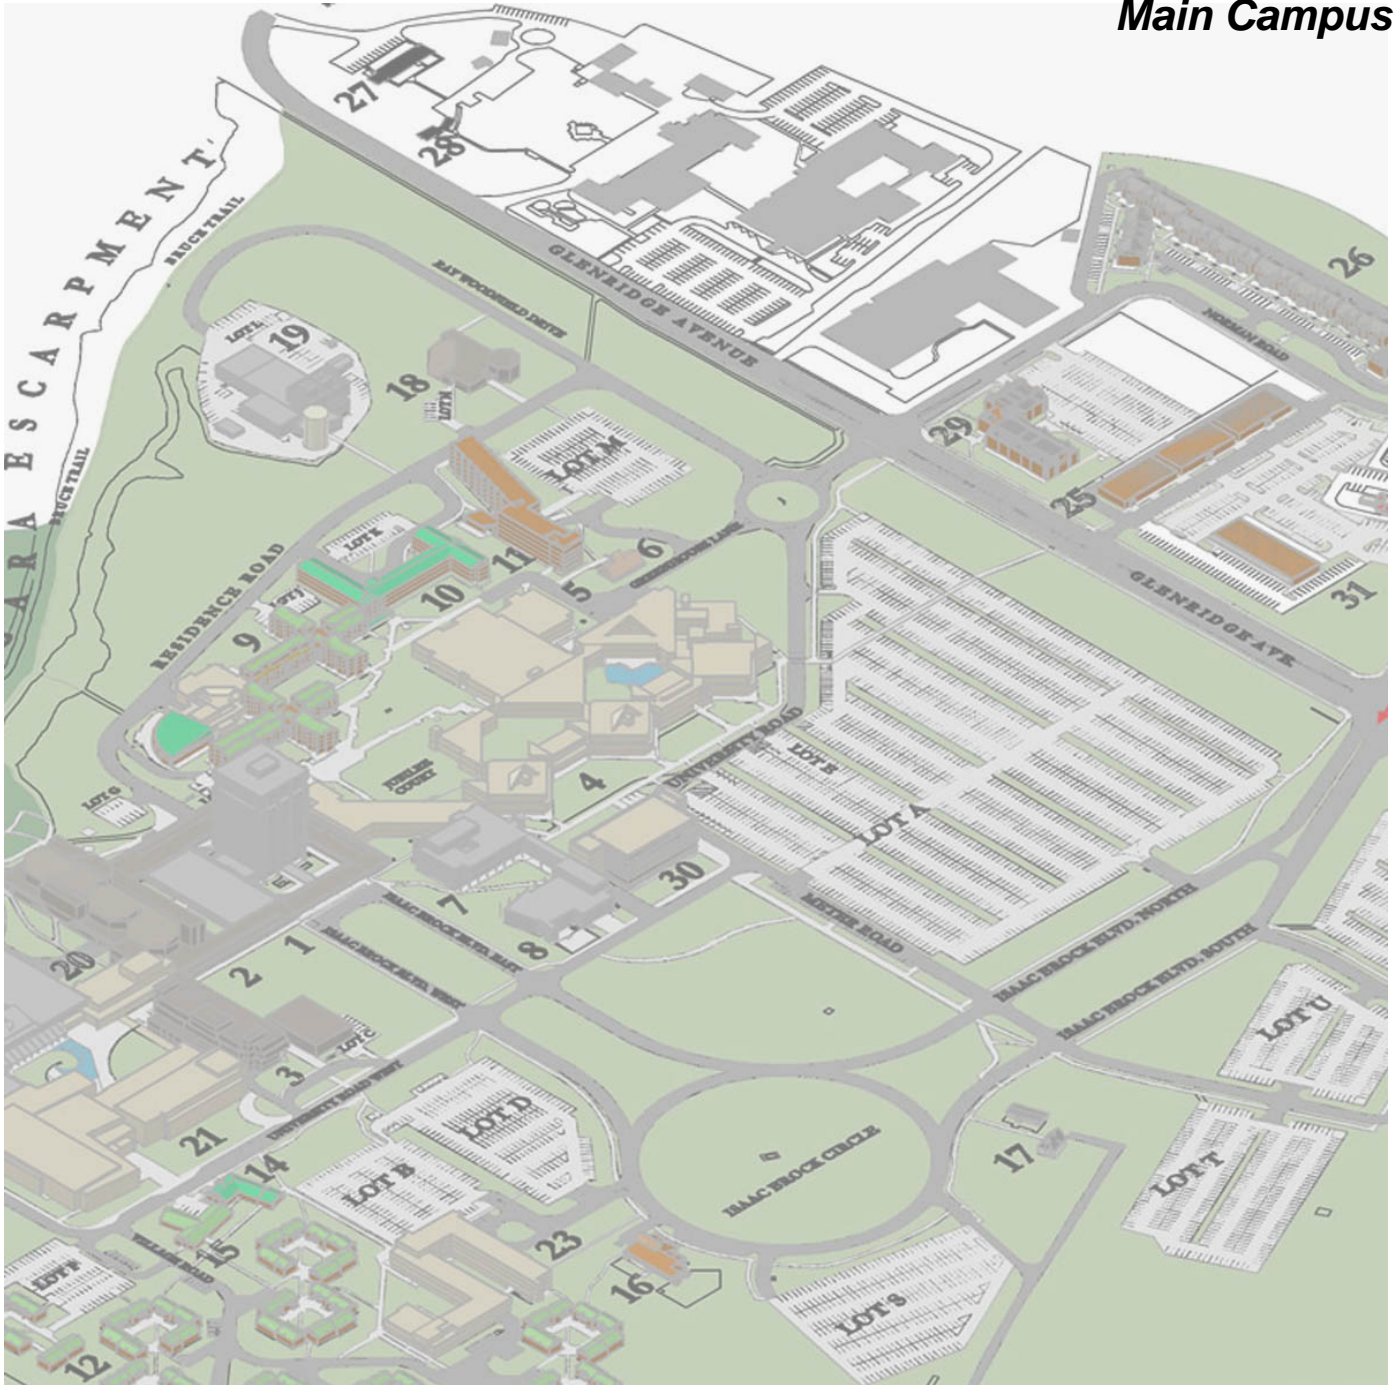 Main Campus
27
28
ARA ESCARPMENT
BRUCE TRAIL
GLENRIDGE AVENUE
26
RAY WOODFIELD DRIVE
NORMAN ROAD
LOT L
19
18
29
LOT M
BRUCE TRAIL
25
LOT K
6
11
GREENHOUSE LANE
5
10
GLENRIDGE AVE
31
RESIDENCE ROAD
LOT J
9
UNIVERSITY ROAD
LOT E
JUBILEE
COURT
4
LOT G
LOT A
30
7
METER ROAD
ISAAC BROCK BLVD. EAST
ISAAC BROCK BLVD. NORTH
8
1
ISAAC BROCK BLVD. WEST
ISAAC BROCK BLVD. SOUTH
20
2
LOT U
LOT C
3
UNIVERSITY ROAD WEST
LOT D
21
14
LOT B
ISAAC BROCK CIRCLE
17
LOT T
15
VILLAGE ROAD
23
16
LOT F
LOT S
12